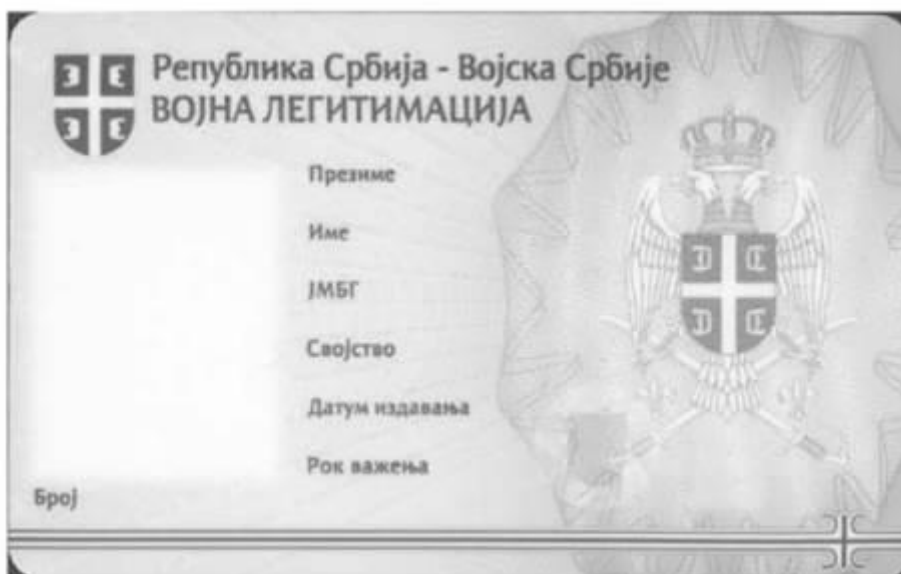 Република Србија - Војска Србије
ВОЈНА ЛЕГИТИМАЦИЈА
Презиме
Име
ЈМБГ
Својство
Датум издавања
Рок важења
Број